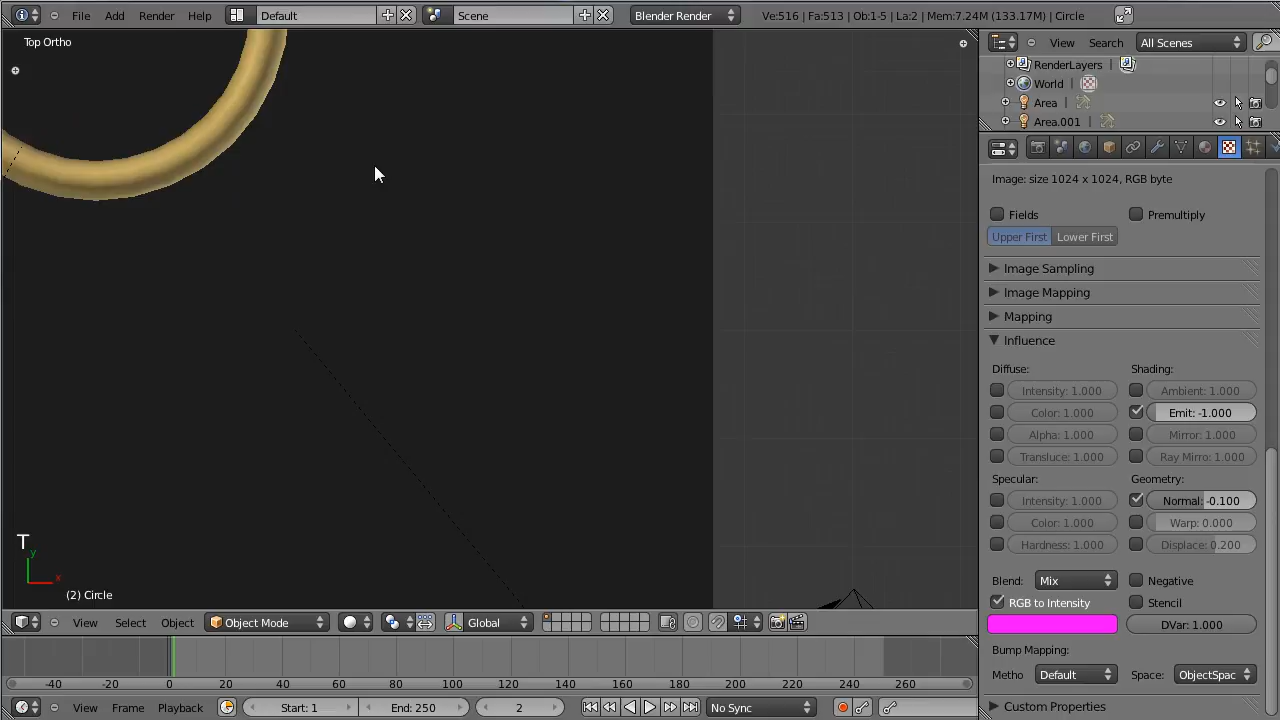 File Add Render Help Default Scene Blender Render Ve:516 | Fa:513 | Ob:1-5 | La:2 | Mem:7.24M (133.17M) | Circle
Top Ortho
View Search All Scenes
RenderLayers |
World |
Area |
Area.001 |
Image: size 1024 x 1024, RGB byte
Fields Premultiply
Upper First Lower First
Image Sampling
Image Mapping
Mapping
Influence
Diffuse: Shading:
Intensity: 1.000 Ambient: 1.000
Color: 1.000 Emit: -1.000
Alpha: 1.000 Mirror: 1.000
Transluce: 1.000 Ray Mirro: 1.000
Specular: Geometry:
Intensity: 1.000 Normal: -0.100
Color: 1.000 Warp: 0.000
Hardness: 1.000 Displace: 0.200
Blend: Mix Negative
RGB to Intensity Stencil
DVar: 1.000
Bump Mapping:
Metho Default Space: ObjectSpac
Custom Properties
T
y
x
(2) Circle
View Select Object Object Mode Global
-40 -20 0 20 40 60 80 100 120 140 160 180 200 220 240 260
View Frame Playback Start: 1 End: 250 2 No Sync